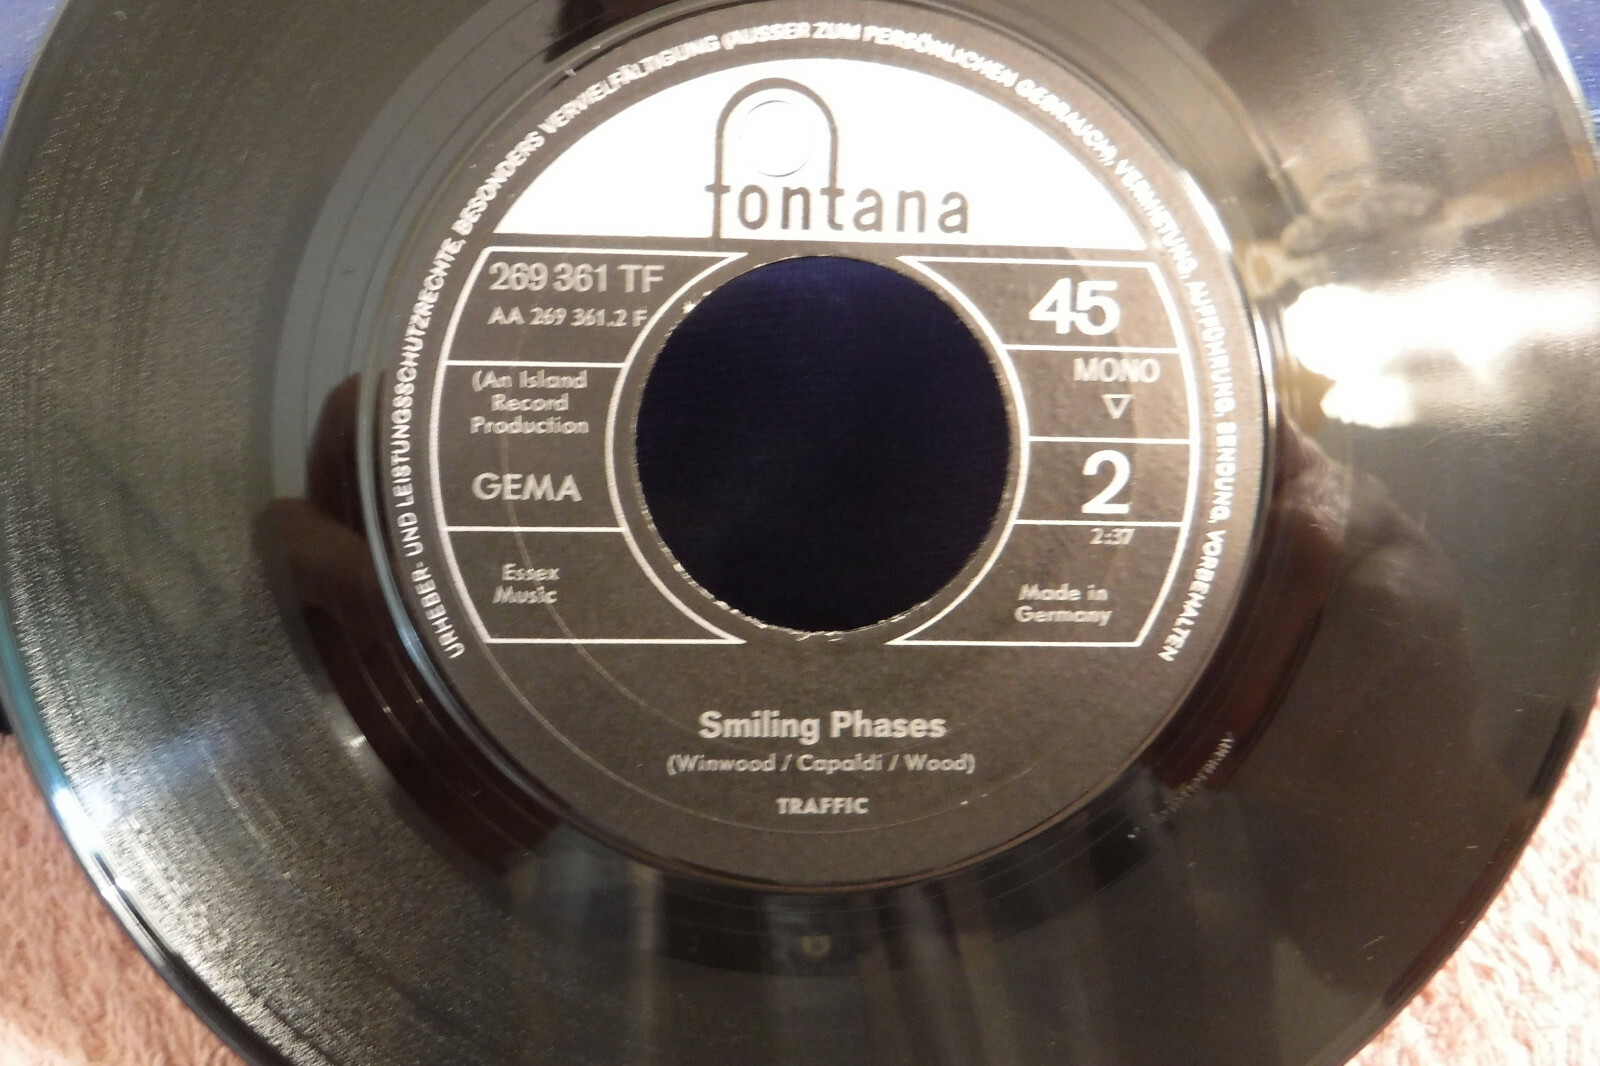 URHEBER- UND LEISTUNGSSCHUTZRECHTE, BESONDERS VERVIELFÄLTIGUNG (AUSSER ZUM PERSÖNLICHEN GEBRAUCH), VERMIETUNG, AUFFÜHRUNG, SENDUNG, VORBEHALTEN
fontana
269 361 TF
AA 269 361.2 F
(An Island
Record
Production
GEMA
Essex
Music
45
MONO
▽
2
2:37
Made in
Germany
Smiling Phases
(Winwood / Capaldi / Wood)
TRAFFIC